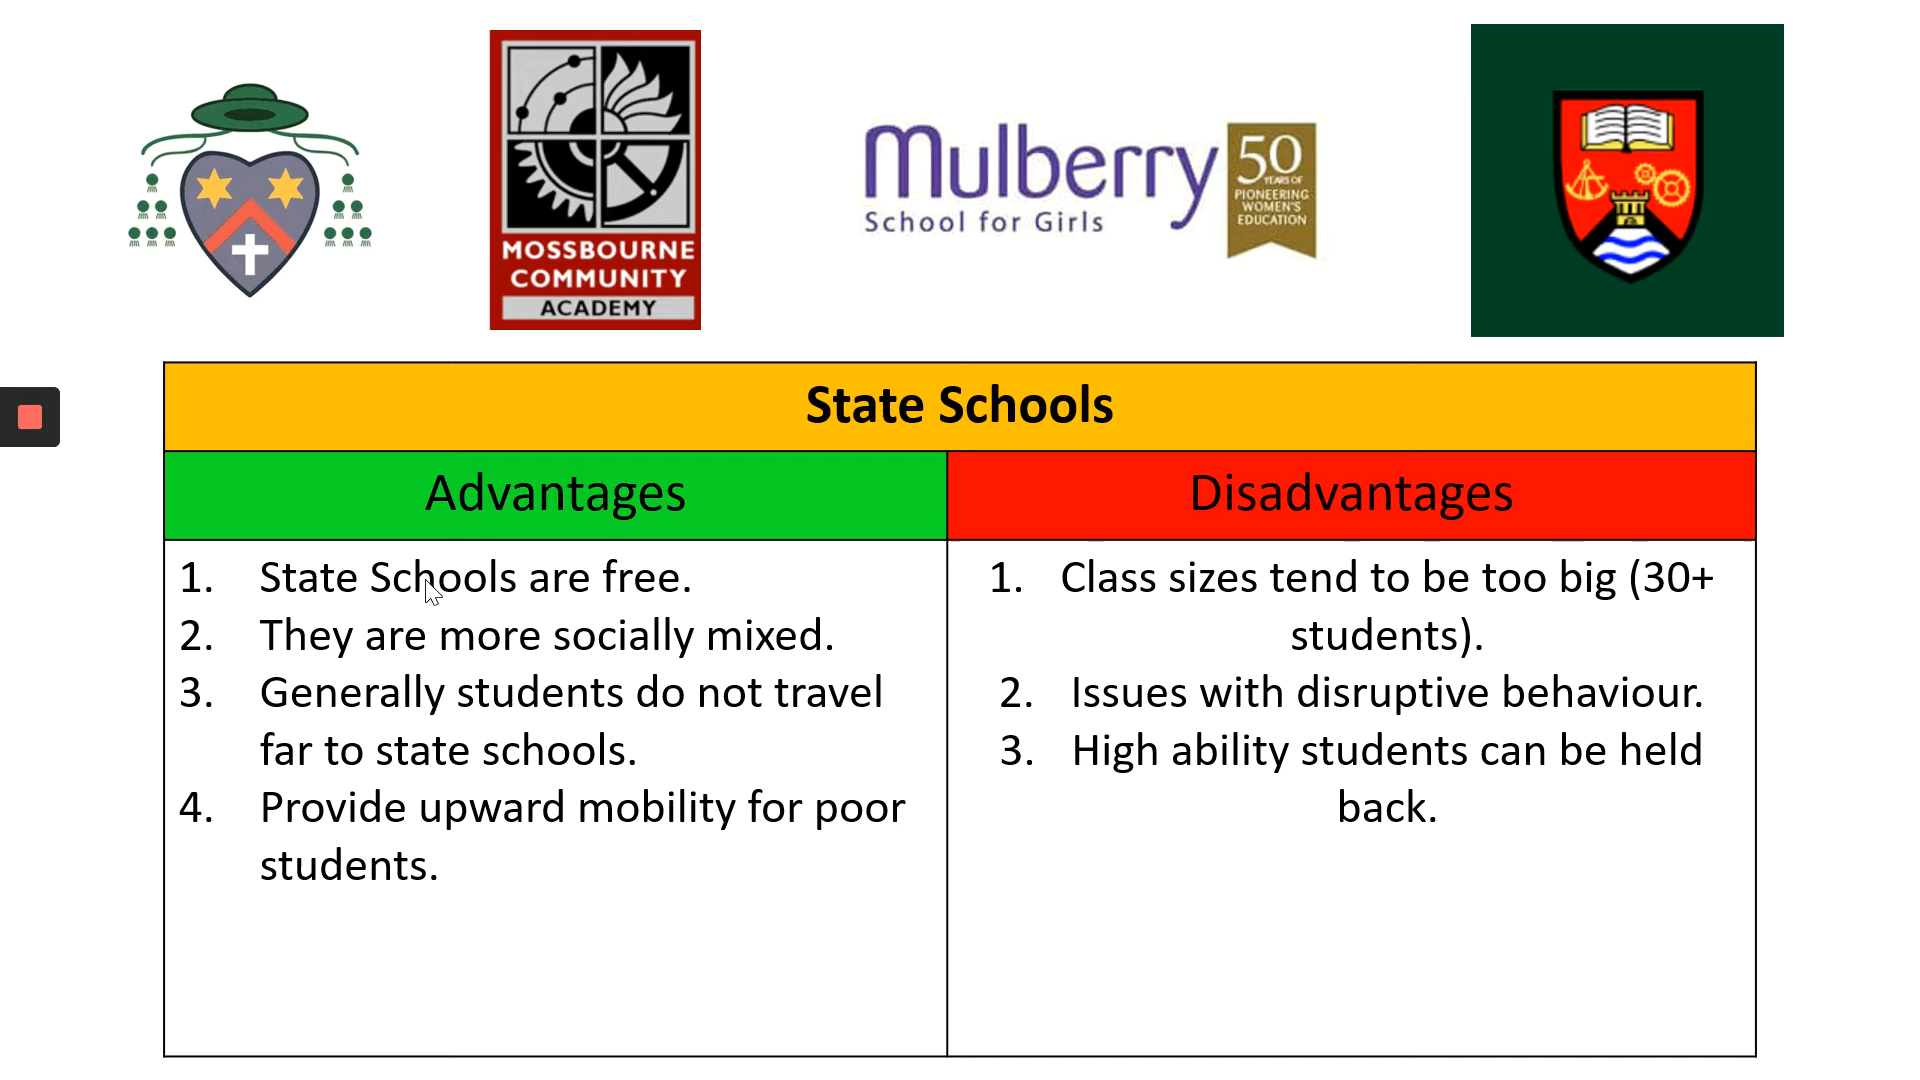 MOSSBOURNE
COMMUNITY
ACADEMY
Mulberry
School for Girls
50
YEARS OF
PIONEERING
WOMEN'S
EDUCATION
State Schools
Advantages
Disadvantages
1. State Schools are free.
2. They are more socially mixed.
3. Generally students do not travel
far to state schools.
4. Provide upward mobility for poor
students.
1. Class sizes tend to be too big (30+
students).
2. Issues with disruptive behaviour.
3. High ability students can be held
back.